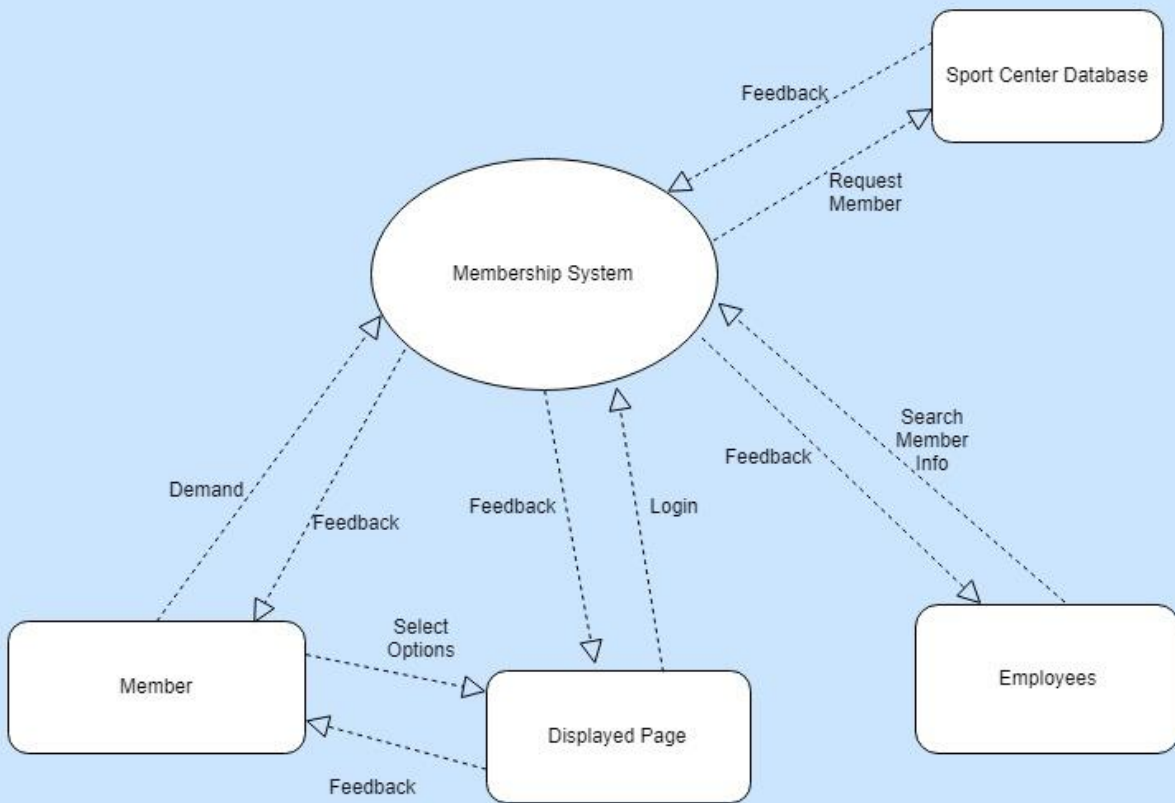 Sport Center Database
Feedback
Request
Member
Membership System
Search
Member
Info
Feedback
Demand
Feedback
Feedback
Login
Select
Options
Member
Displayed Page
Employees
Feedback